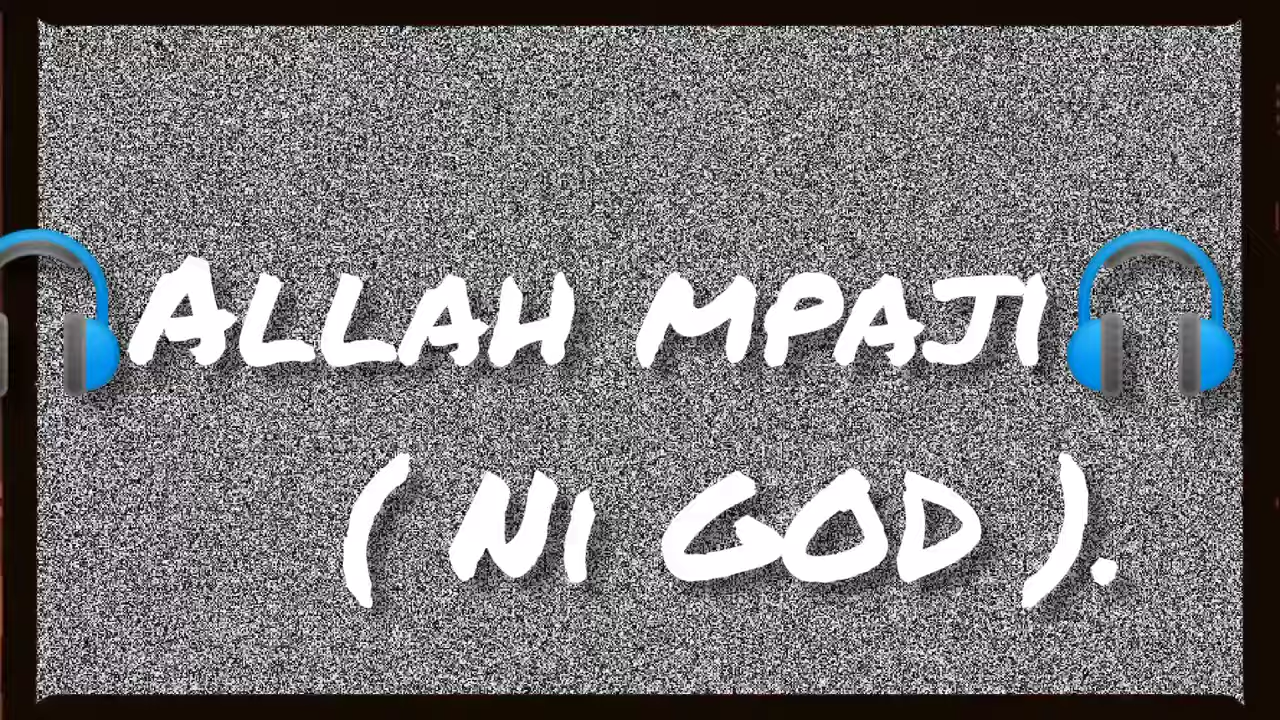 🎧Allah mpaji🎧
( Ni GOD ).